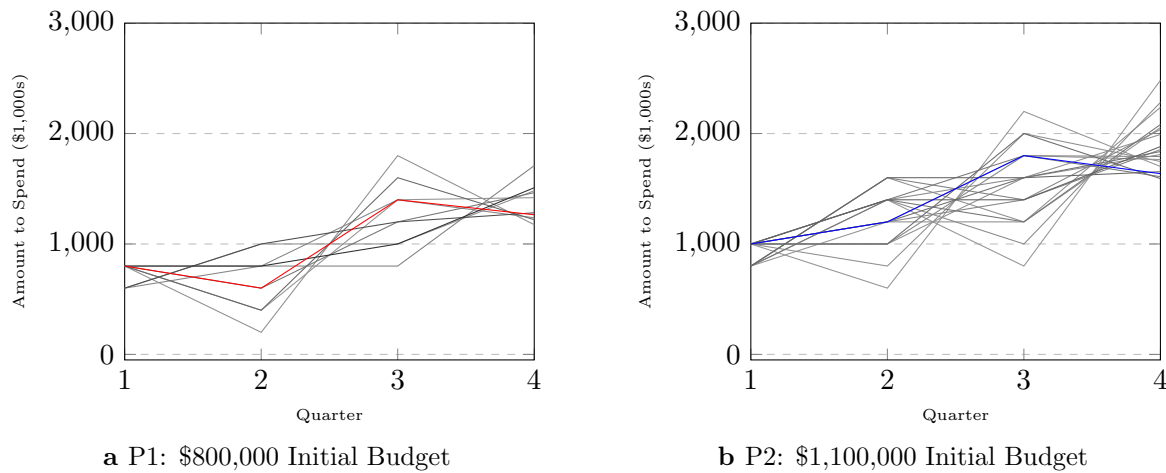 3,000
2,000
1,000
0
1 2 3 4
Amount to Spend ($1,000s)
Quarter
a P1: $800,000 Initial Budget
3,000
2,000
1,000
0
1 2 3 4
Amount to Spend ($1,000s)
Quarter
b P2: $1,100,000 Initial Budget